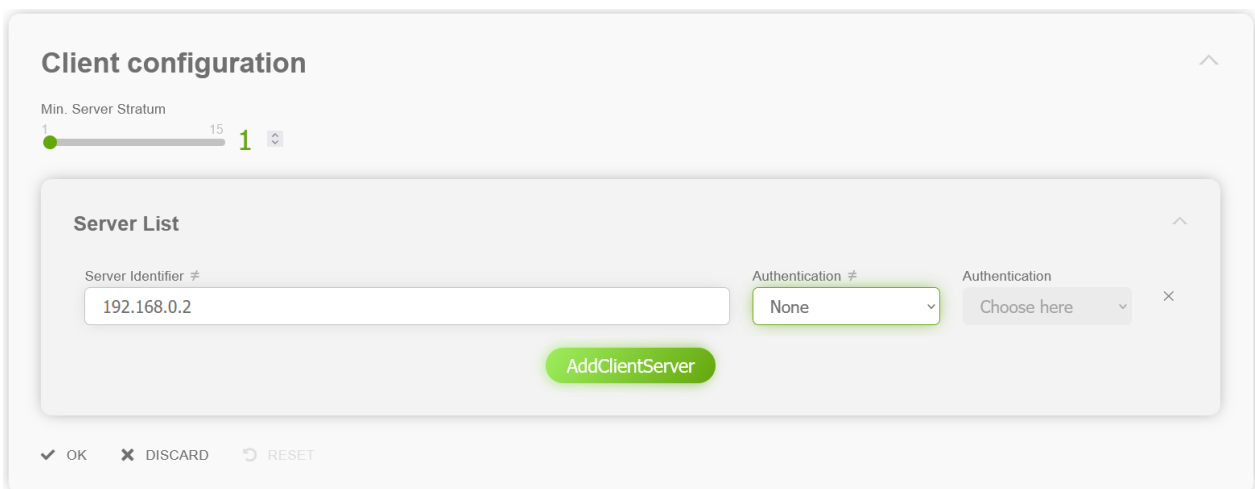 Client configuration
Min. Server Stratum
1 15
1
Server List
Server Identifier ≠ Authentication ≠ Authentication
192.168.0.2 None Choose here
AddClientServer
OK DISCARD RESET